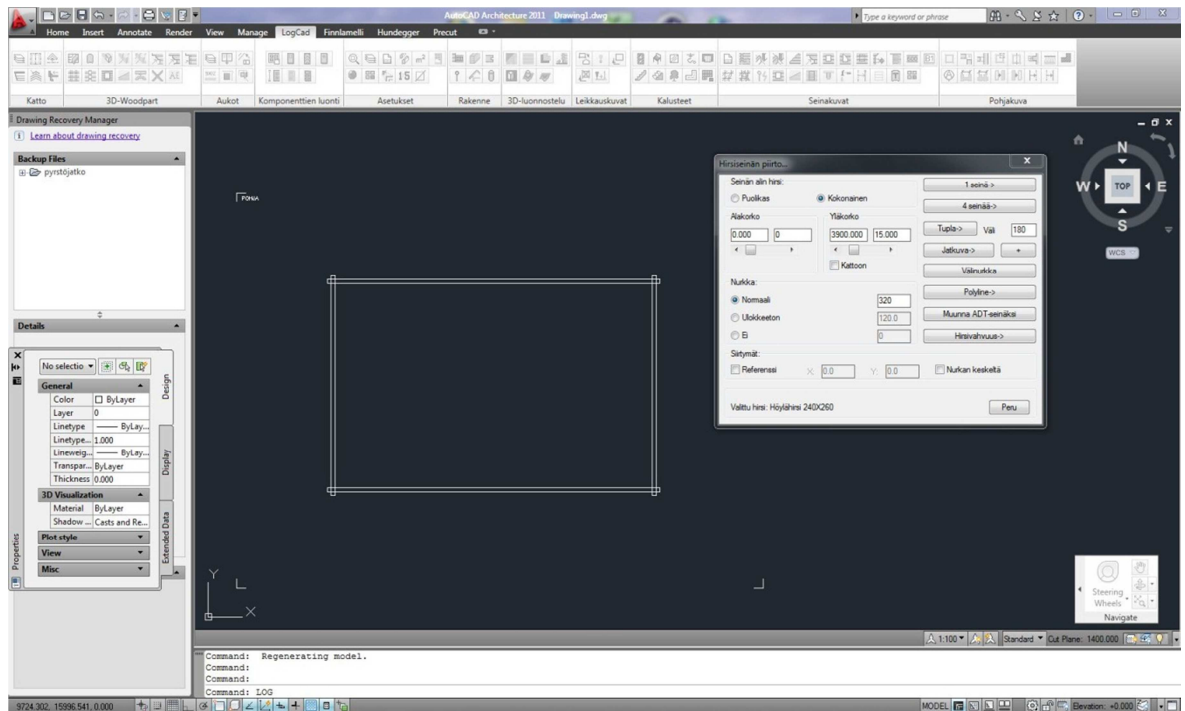 AutoCAD Architecture 2011 Drawing1.dwg
Type a keyword or phrase
Home Insert Annotate Render View Manage LogCad Finnlamelli Hundegger Precut
Katto 3D-Woodpart Aukot Komponenttien luonti Asetukset Rakenne 3D-luonnostelu Leikkauskuvat Kalusteet Seinakuvat Pohjakuva
Drawing Recovery Manager
Learn about drawing recovery
Backup Files
pyrstöjatko
Details
No selectio
General
Color ByLayer
Layer 0
Linetype ByLay...
Linetype... 1.000
Lineweig... ByLay...
Transpar... ByLayer
Thickness 0.000
3D Visualization
Material ByLayer
Shadow ... Casts and Re...
Plot style
View
Misc
Design
Display
Extended Data
Properties
POHJA
Y
X
Hirsiseinän piirto...
Seinän alin hirsi:
Puolikas Kokonainen
Alakorko Yläkorko
0.000 0 3900.000 15.000
Kattoon
Nurkka:
Normaali 320
Ulokkeeton 120.0
Ei 0
Siirtymät:
Referenssi X: 0.0 Y: 0.0 Nurkan keskeltä
Valittu hirsi: Höylähirsi 240X260
1 seinä->
4 seinää->
Tupla-> Väli 180
Jatkuva-> +
Välinurkka
Polyline->
Muunna ADT-seinäksi
Hirsivahvuus->
Peru
N
W TOP E
S
WCS
Steering Wheels
Navigate
1:100 Standard Cut Plane: 1400.000
Command: Regenerating model.
Command:
Command:
Command: LOG
9724.302, 15996.541, 0.000 MODEL Elevation: +0.000